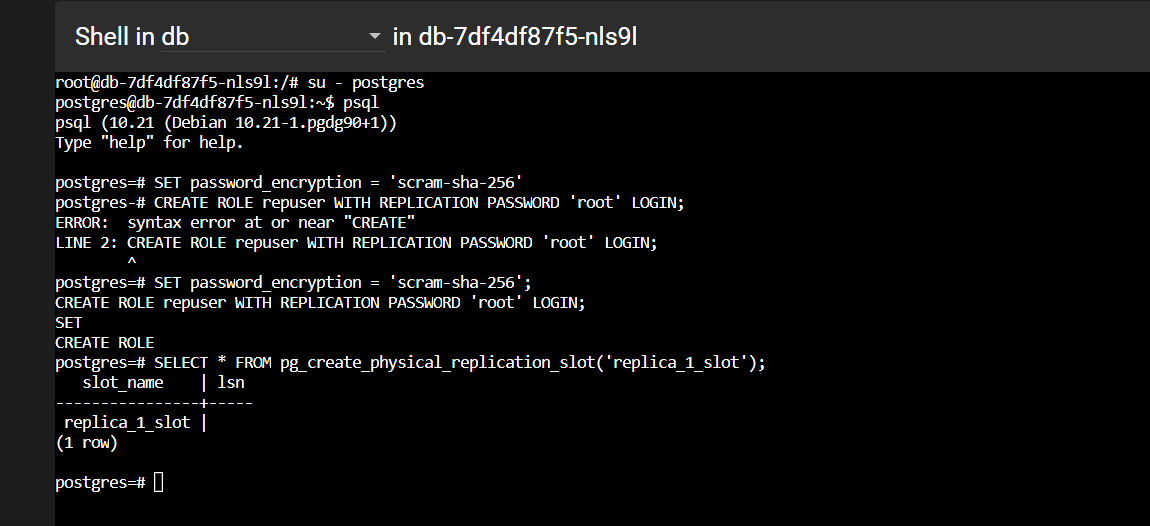 Shell in db in db-7df4df87f5-nls9l
root@db-7df4df87f5-nls9l:/# su - postgres
postgres@db-7df4df87f5-nls9l:~$ psql
psql (10.21 (Debian 10.21-1.pgdg90+1))
Type "help" for help.

postgres=# SET password_encryption = 'scram-sha-256'
postgres-# CREATE ROLE repuser WITH REPLICATION PASSWORD 'root' LOGIN;
ERROR:  syntax error at or near "CREATE"
LINE 2: CREATE ROLE repuser WITH REPLICATION PASSWORD 'root' LOGIN;
        ^
postgres=# SET password_encryption = 'scram-sha-256';
CREATE ROLE repuser WITH REPLICATION PASSWORD 'root' LOGIN;
SET
CREATE ROLE
postgres=# SELECT * FROM pg_create_physical_replication_slot('replica_1_slot');
   slot_name    | lsn
----------------+-----
 replica_1_slot |
(1 row)

postgres=#